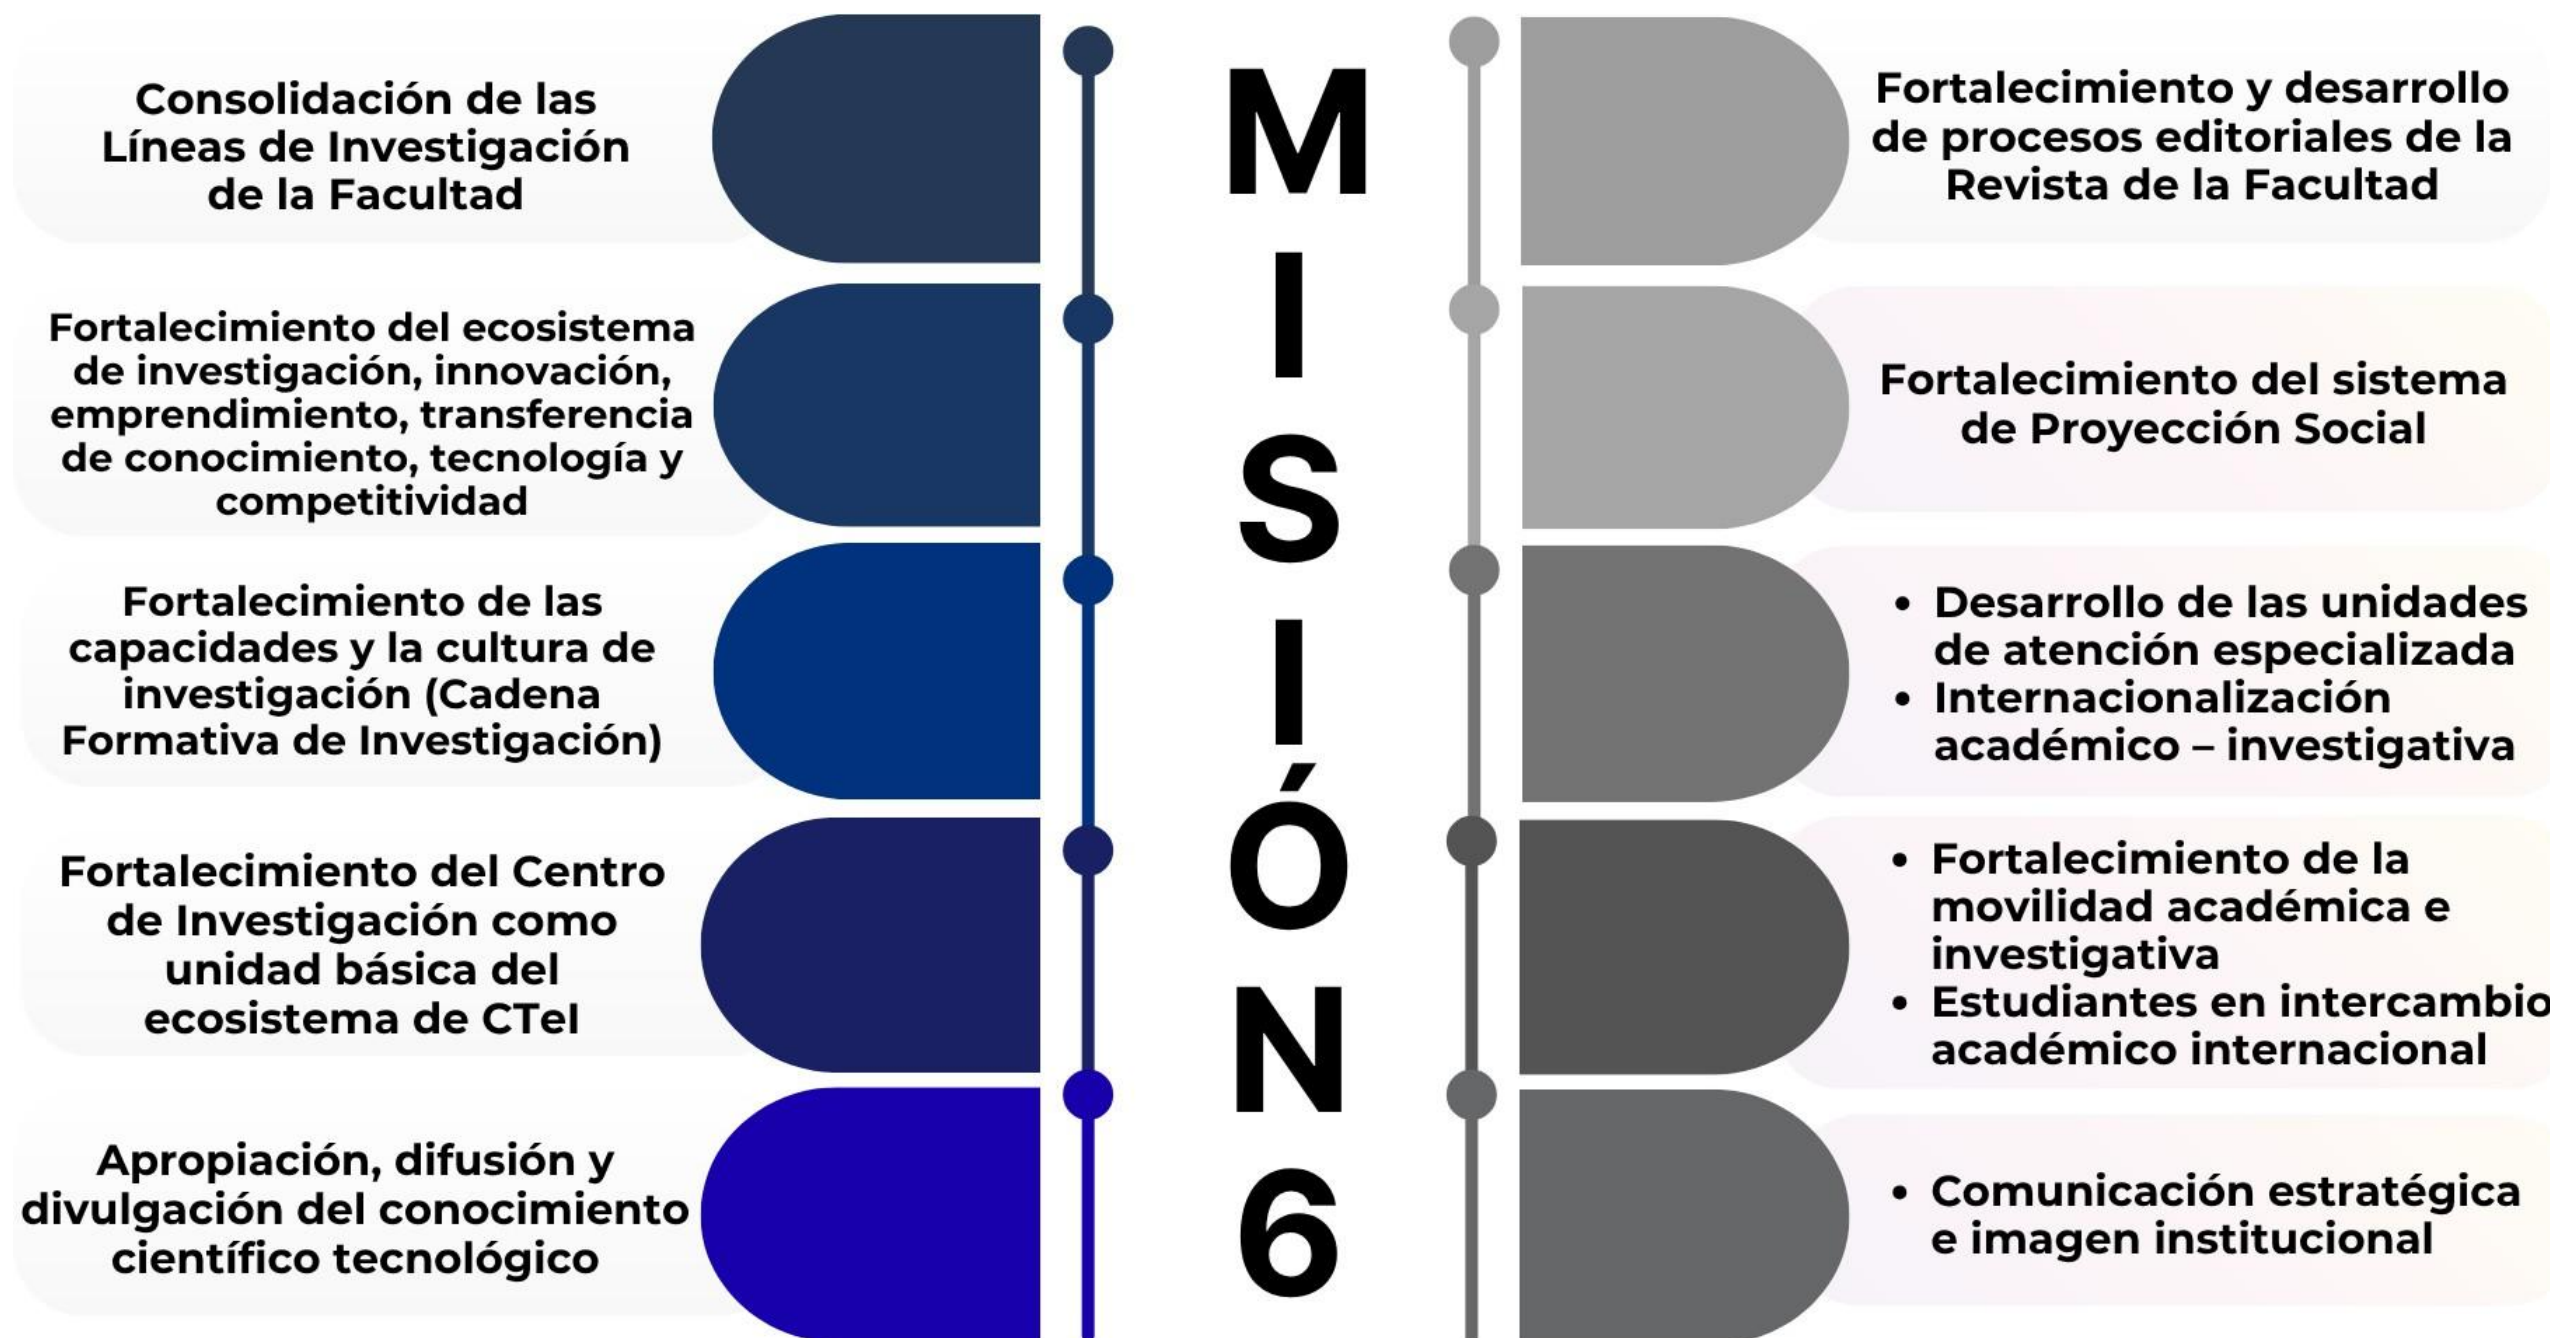 Consolidación de las
Líneas de Investigación
de la Facultad
Fortalecimiento del ecosistema
de investigación, innovación,
emprendimiento, transferencia
de conocimiento, tecnología y
competitividad
Fortalecimiento de las
capacidades y la cultura de
investigación (Cadena
Formativa de Investigación)
Fortalecimiento del Centro
de Investigación como
unidad básica del
ecosistema de CTeI
Apropiación, difusión y
divulgación del conocimiento
científico tecnológico
M
I
S
I
Ó
N
6
Fortalecimiento y desarrollo
de procesos editoriales de la
Revista de la Facultad
Fortalecimiento del sistema
de Proyección Social
• Desarrollo de las unidades
de atención especializada
• Internacionalización
académico – investigativa
• Fortalecimiento de la
movilidad académica e
investigativa
• Estudiantes en intercambio
académico internacional
• Comunicación estratégica
e imagen institucional